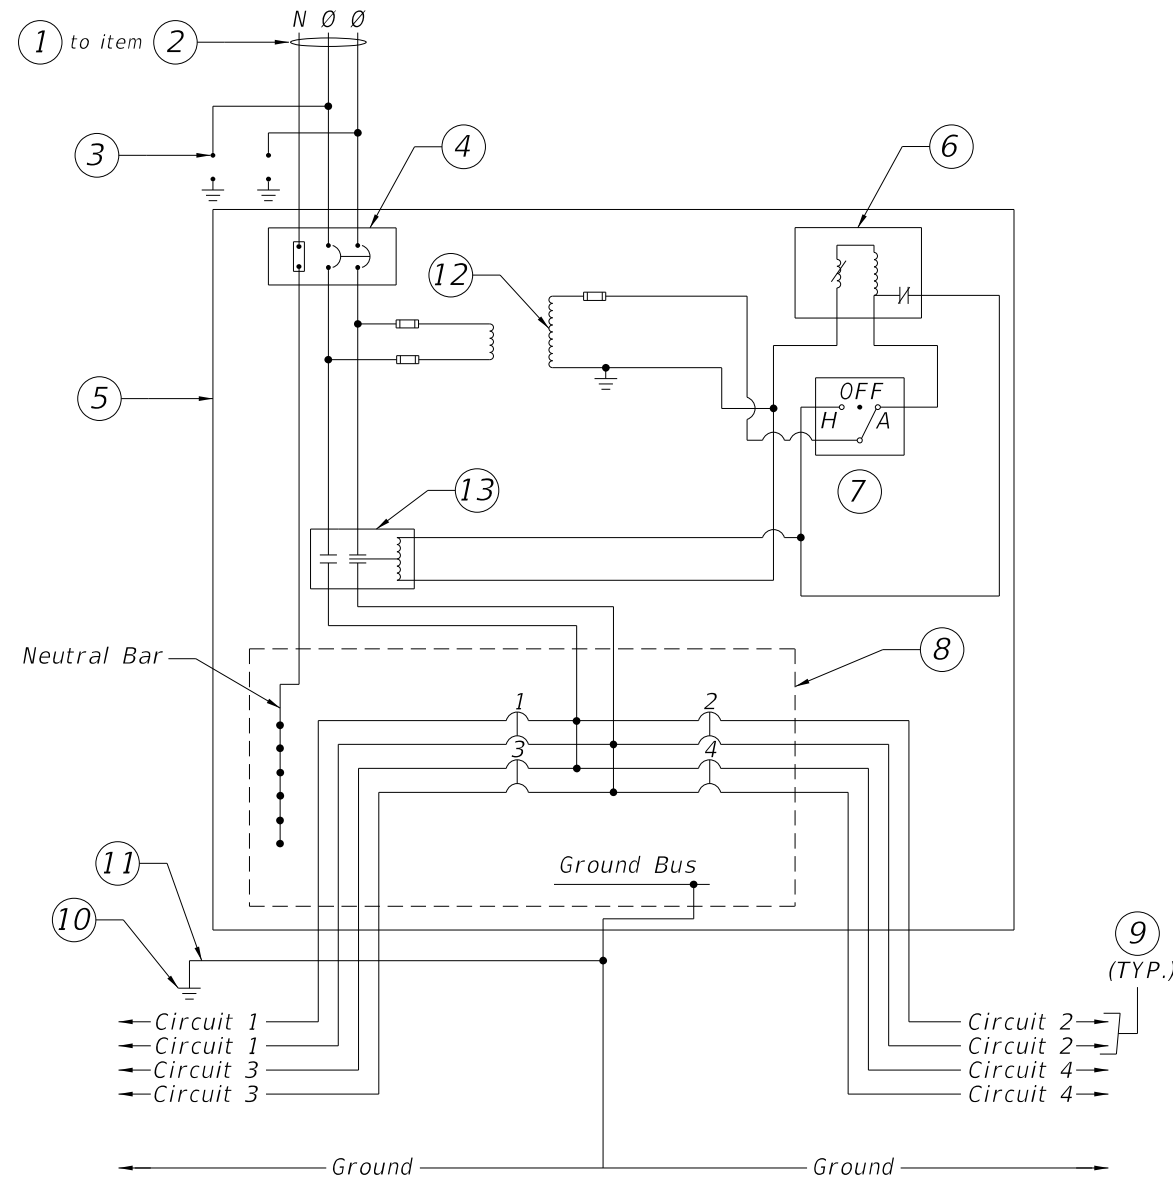 N Ø Ø
1 to item 2
3
4
6
12
5
OFF
H A
7
13
Neutral Bar
8
1 2
3 4
Ground Bus
11
10
9
(TYP.)
Circuit 1 Circuit 2
Circuit 1 Circuit 2
Circuit 3 Circuit 4
Circuit 3 Circuit 4
Ground Ground